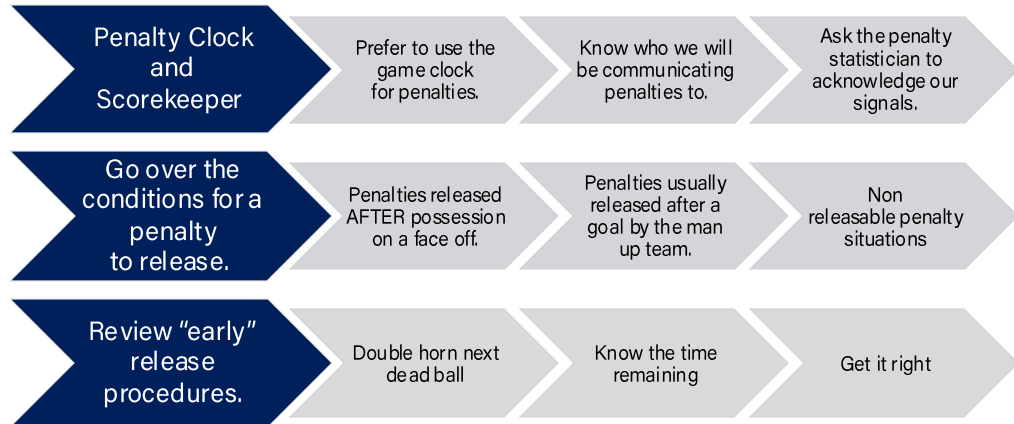 Penalty Clock
and
Scorekeeper
Prefer to use the
game clock
for penalties.
Know who we will
be communicating
penalties to.
Ask the penalty
statistician to
acknowledge our
signals.
Go over the
conditions for a
penalty
to release.
Penalties released
AFTER possession
on a face off.
Penalties usually
released after a
goal by the man
up team.
Non
releasable penalty
situations
Review “early”
release
procedures.
Double horn next
dead ball
Know the time
remaining
Get it right